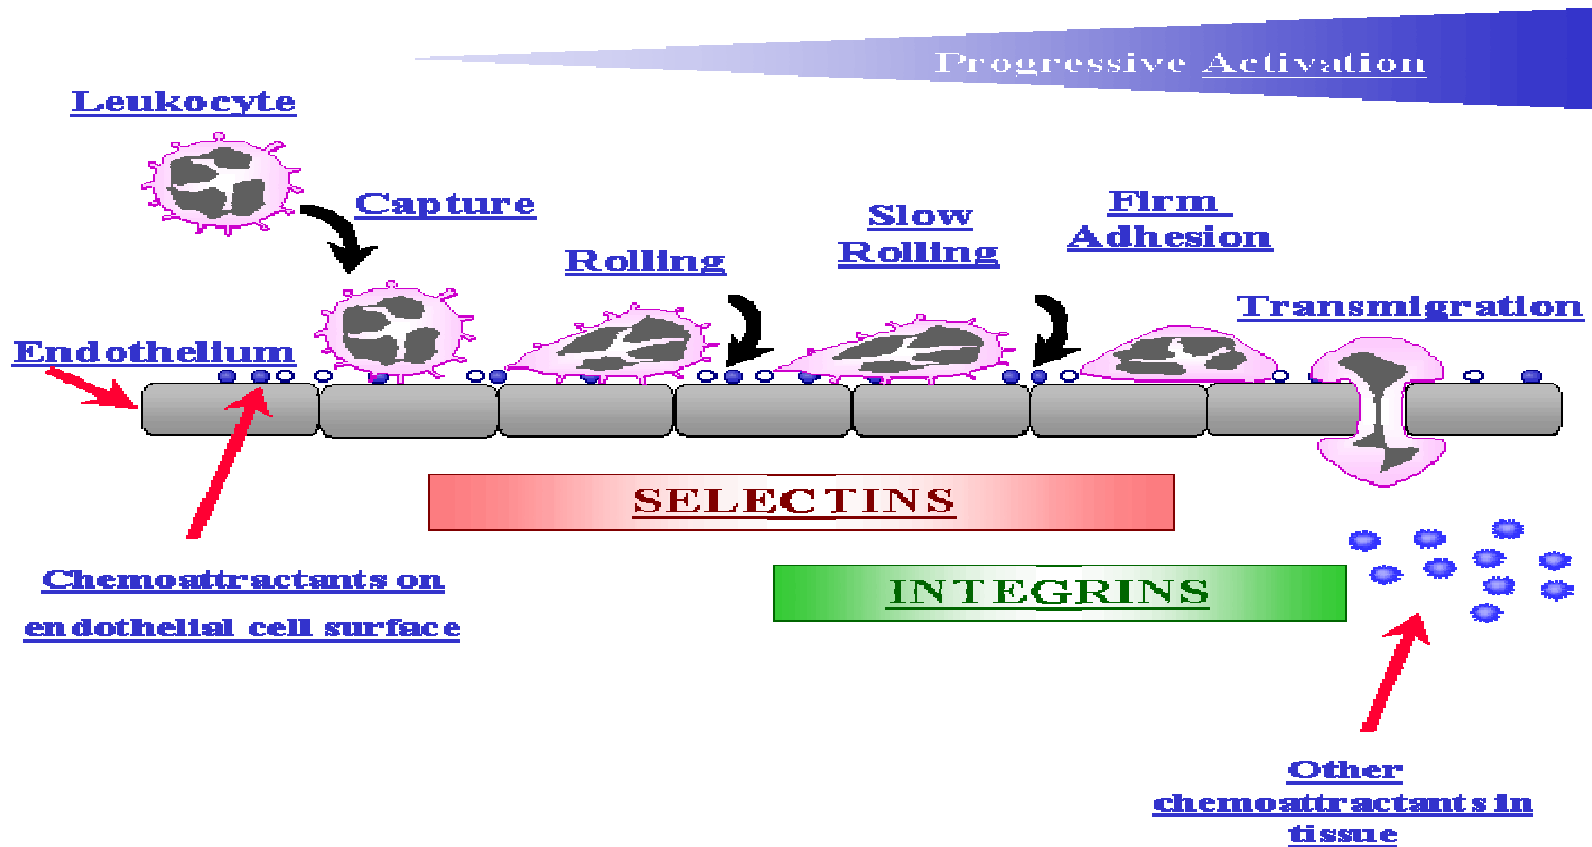 Progressive Activation
Leukocyte
Capture
Rolling
Slow
Rolling
Firm
Adhesion
Transmigration
Endothelium
SELECTINS
INTEGRINS
Chemoattractants on
endothelial cell surface
Other
chemoattractants in
tissue